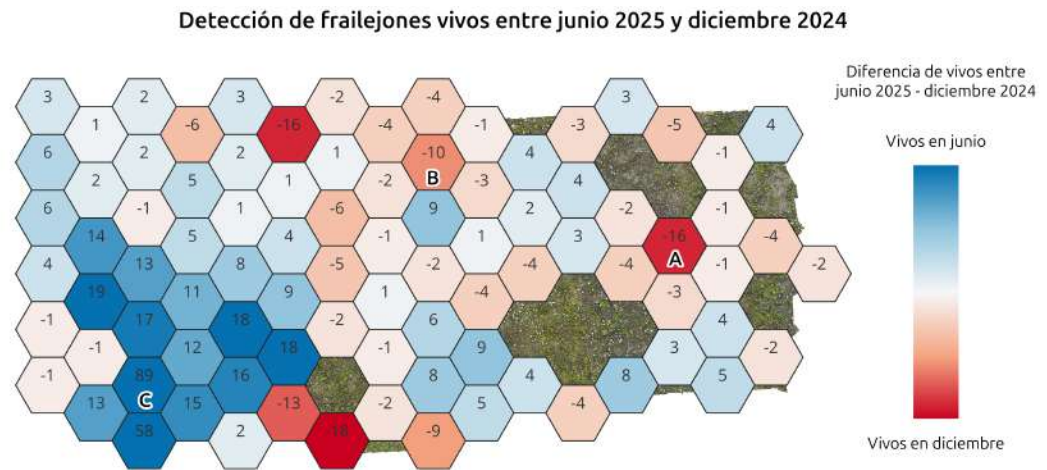 Detección de frailejones vivos entre junio 2025 y diciembre 2024
3 2 3 -2 -4 3
1 -6 -16 -4 -1 -3 -5 4
6 2 2 1 -10 4 -1
2 5 1 -2 B -3 4
6 -1 1 -6 9 2 -2 -1
14 5 4 -1 1 3 -16 -4
A
4 13 8 -5 -2 -4 -4 -1 -2
19 11 9 1 -4 -3
-1 17 18 -2 6 4
-1 12 18 -1 9 3 -2
-1 89 16 8 4 8 5
C
13 15 -13 -2 5 -4
58 2 -18 -9
Diferencia de vivos entre
junio 2025 - diciembre 2024
Vivos en junio
Vivos en diciembre